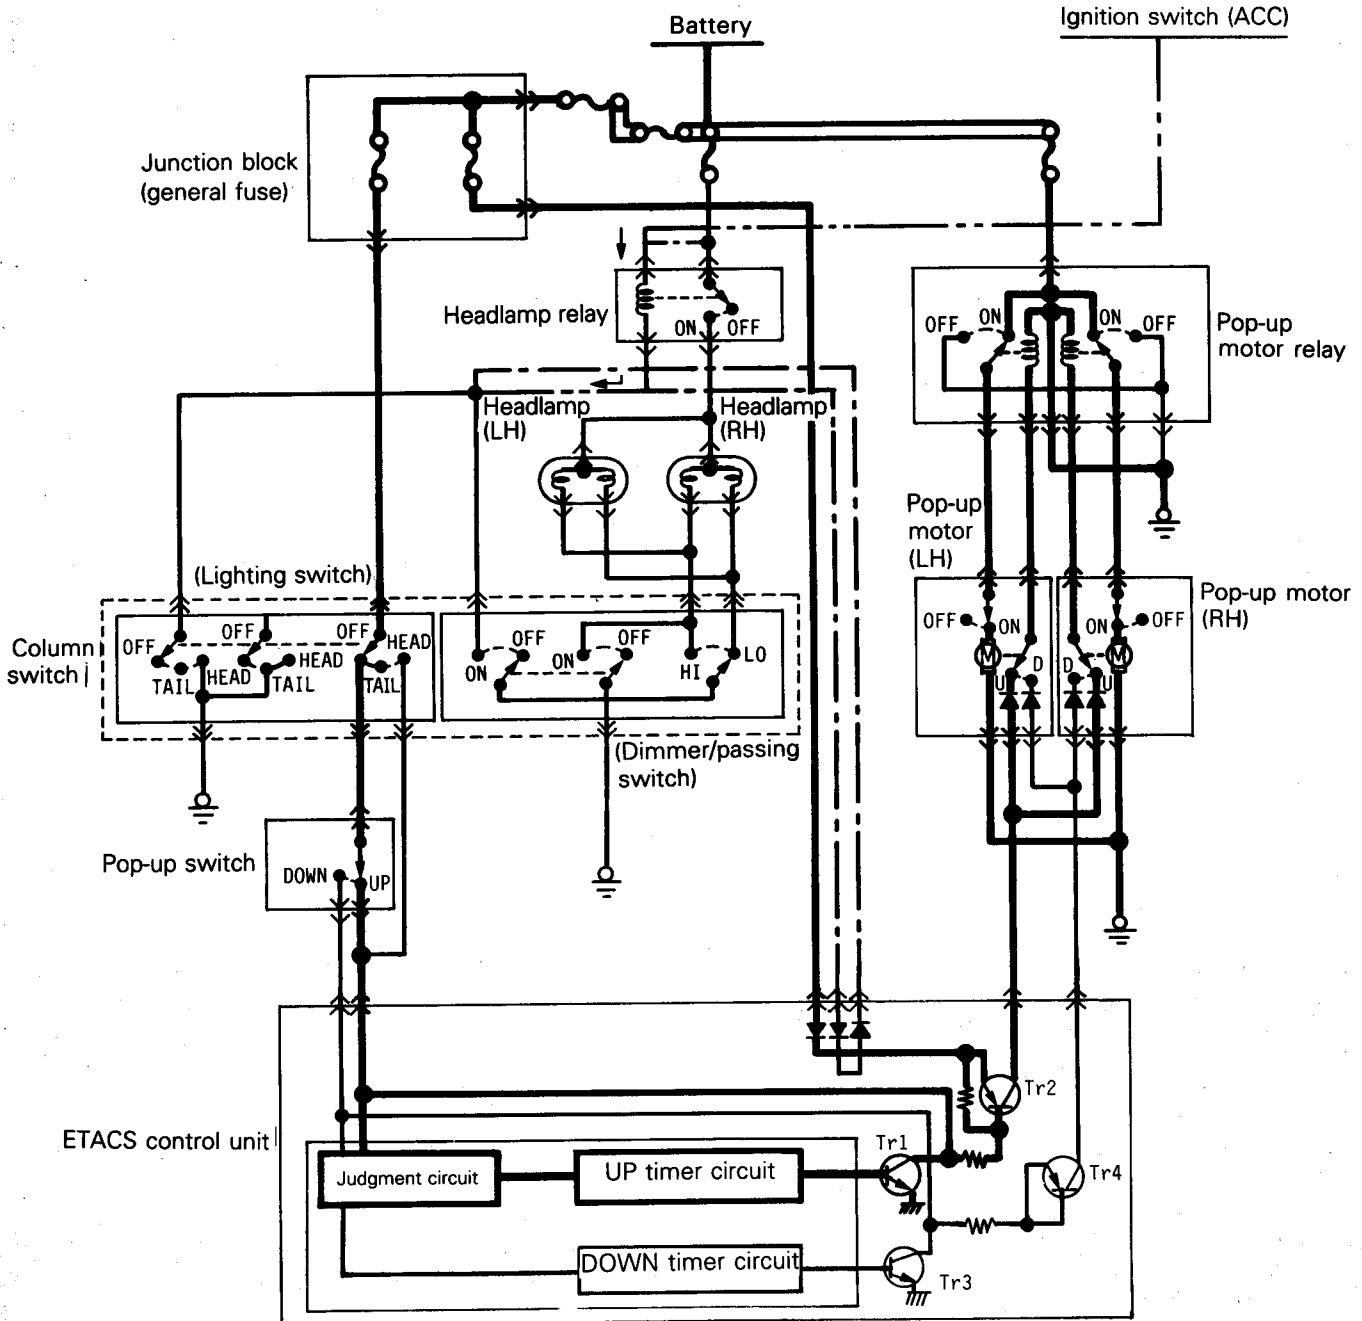 Battery
Ignition switch (ACC)
Junction block
(general fuse)
Headlamp relay
ON
OFF
OFF
ON
ON
OFF
Pop-up
motor relay
Headlamp
(LH)
Headlamp
(RH)
Pop-up
motor
(LH)
(Lighting switch)
Pop-up motor
(RH)
Column
switch
OFF
TAIL
HEAD
OFF
HEAD
TAIL
OFF
HEAD
TAIL
ON
OFF
ON
OFF
HI
LO
OFF
ON
M
U
D
ON
OFF
M
D
U
(Dimmer/passing
switch)
Pop-up switch
DOWN
UP
ETACS control unit
Judgment circuit
UP timer circuit
DOWN timer circuit
Tr1
Tr2
Tr3
Tr4